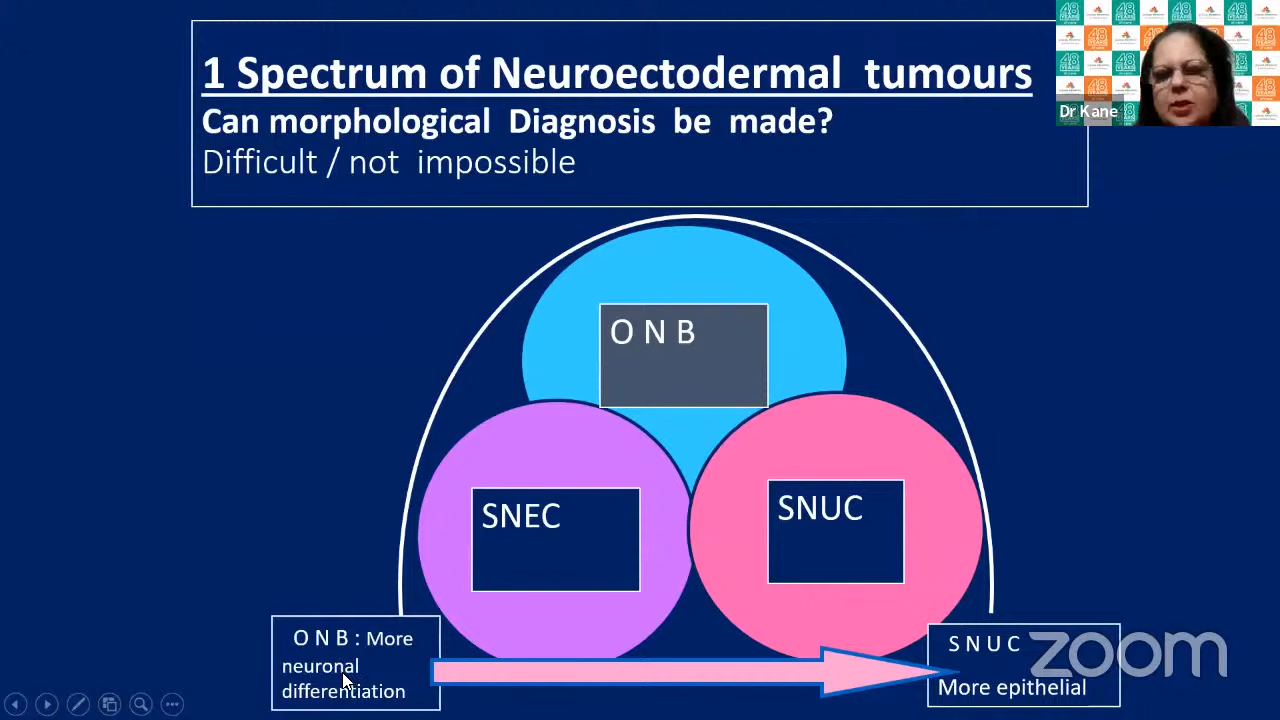 1 Spectrum of Neuroectodermal tumours
Can morphological Diagnosis be made?
Difficult / not impossible
Dr Kane
O N B
SNEC
SNUC
O N B : More
neuronal
differentiation
S N U C
More epithelial
zoom